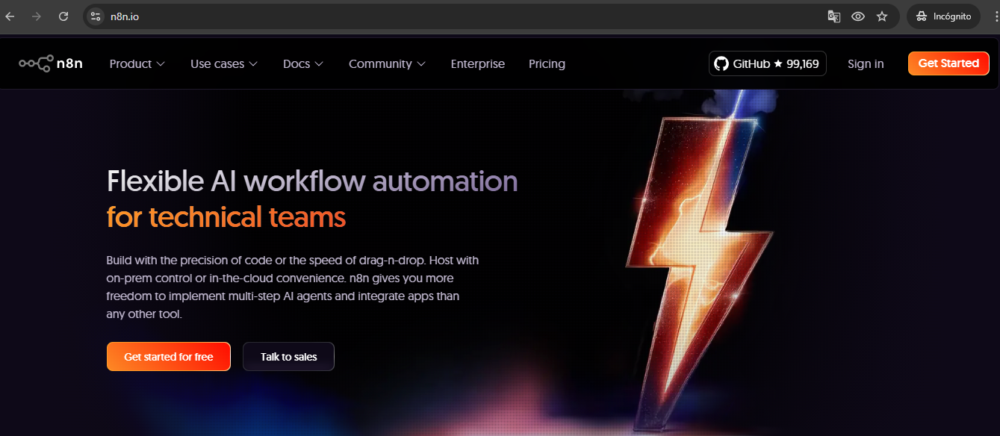 n8n.io
Incógnito
n8n
Product
Use cases
Docs
Community
Enterprise
Pricing
GitHub ★ 99,169
Sign in
Get Started
Flexible AI workflow automation
for technical teams
Build with the precision of code or the speed of drag-n-drop. Host with
on-prem control or in-the-cloud convenience. n8n gives you more
freedom to implement multi-step AI agents and integrate apps than
any other tool.
Get started for free
Talk to sales